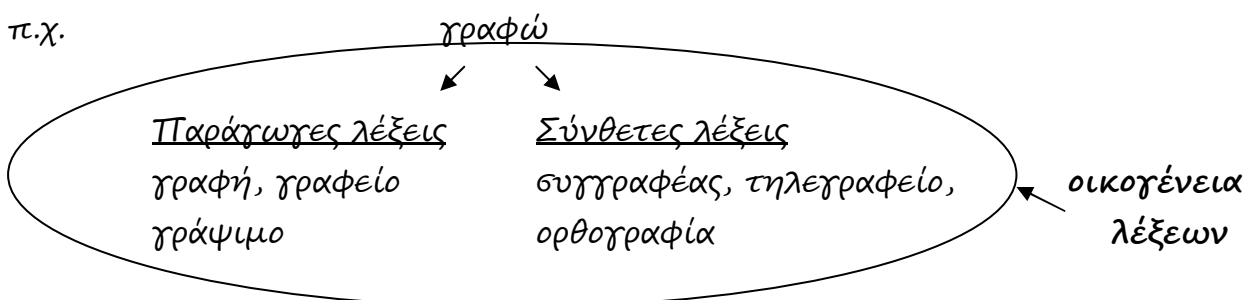 π.χ. γραφώ
Παράγωγες λέξεις Σύνθετες λέξεις
γραφή, γραφείο συγγραφέας, τηλεγραφείο, οικογένεια
γράψιμο ορθογραφία λέξεων